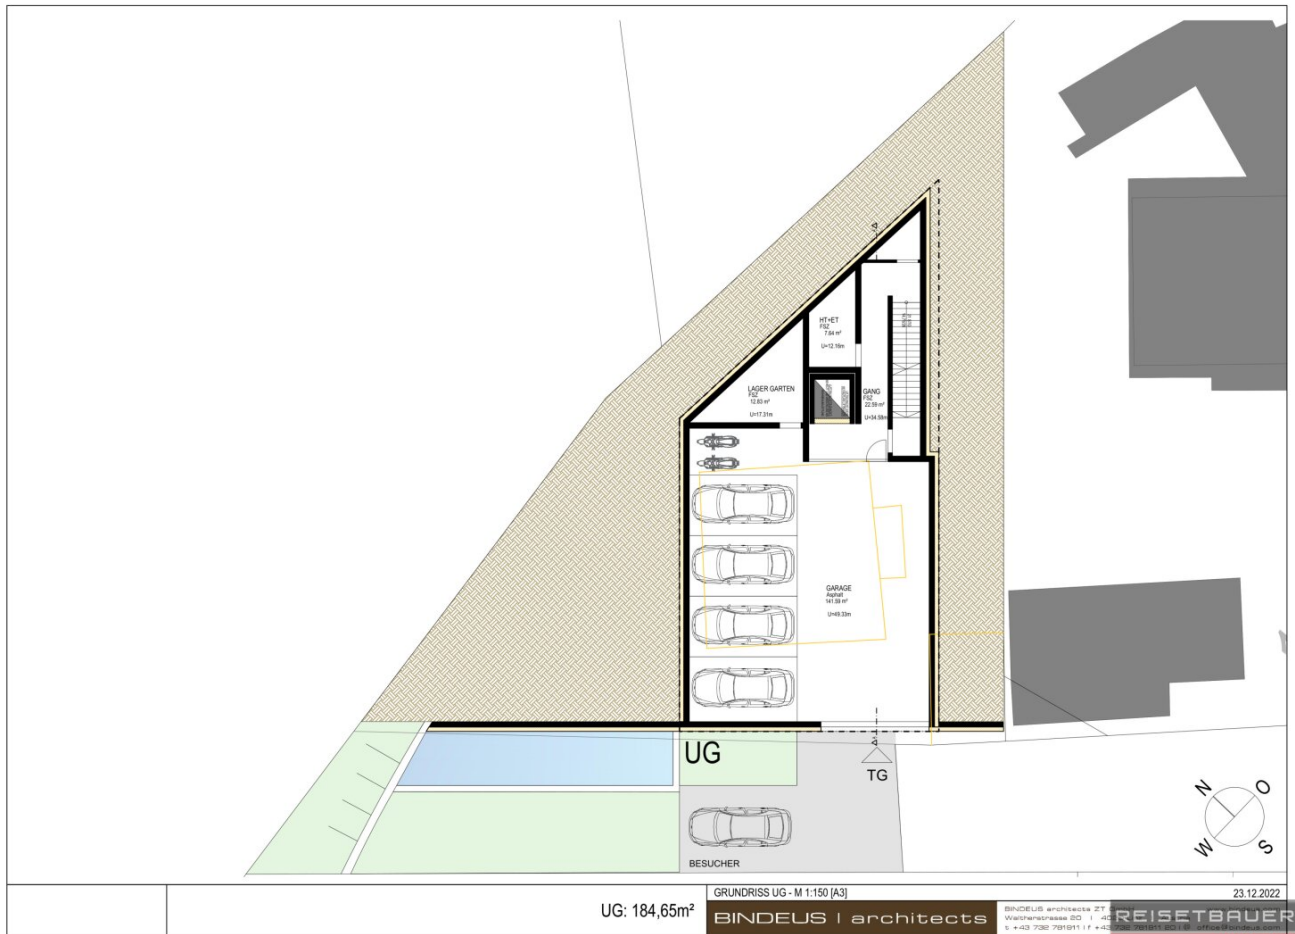 HT+ET
FSZ
7.64 m²
U=12.16m
LAGER GARTEN
FSZ
12.83 m²
U=17.31m
GANG
FSZ
22.59 m²
U=34.59m
GARAGE
Asphalt
141.59 m²
U=49.33m
UG
TG
BESUCHER
N
O
W
S
GRUNDRISS UG - M 1:150 [A3]
23.12.2022
UG: 184,65m²
BINDEUS | architects
BINDEUS architects ZT
Waltherstrasse 20 |
REISETBAUER